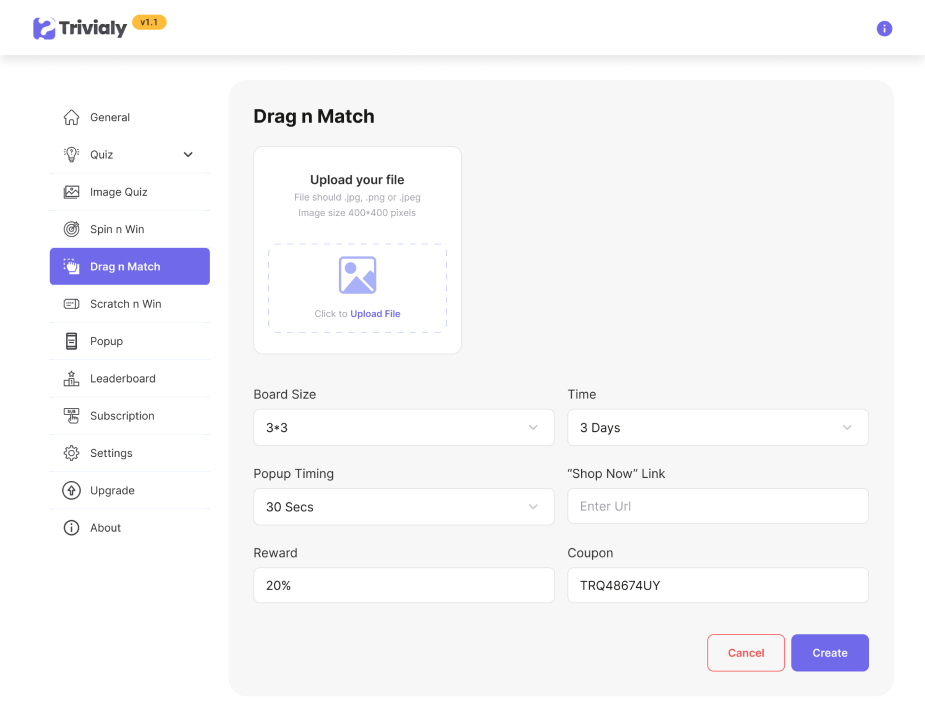 Trivialy
v1.1
General
Quiz
Image Quiz
Spin n Win
Drag n Match
Scratch n Win
Popup
Leaderboard
Subscription
Settings
Upgrade
About
Drag n Match
Upload your file
File should .jpg, .png or .jpeg
Image size 400*400 pixels
Click to Upload File
Board Size
3*3
Time
3 Days
Popup Timing
30 Secs
“Shop Now” Link
Enter Url
Reward
20%
Coupon
TRQ48674UY
Cancel
Create